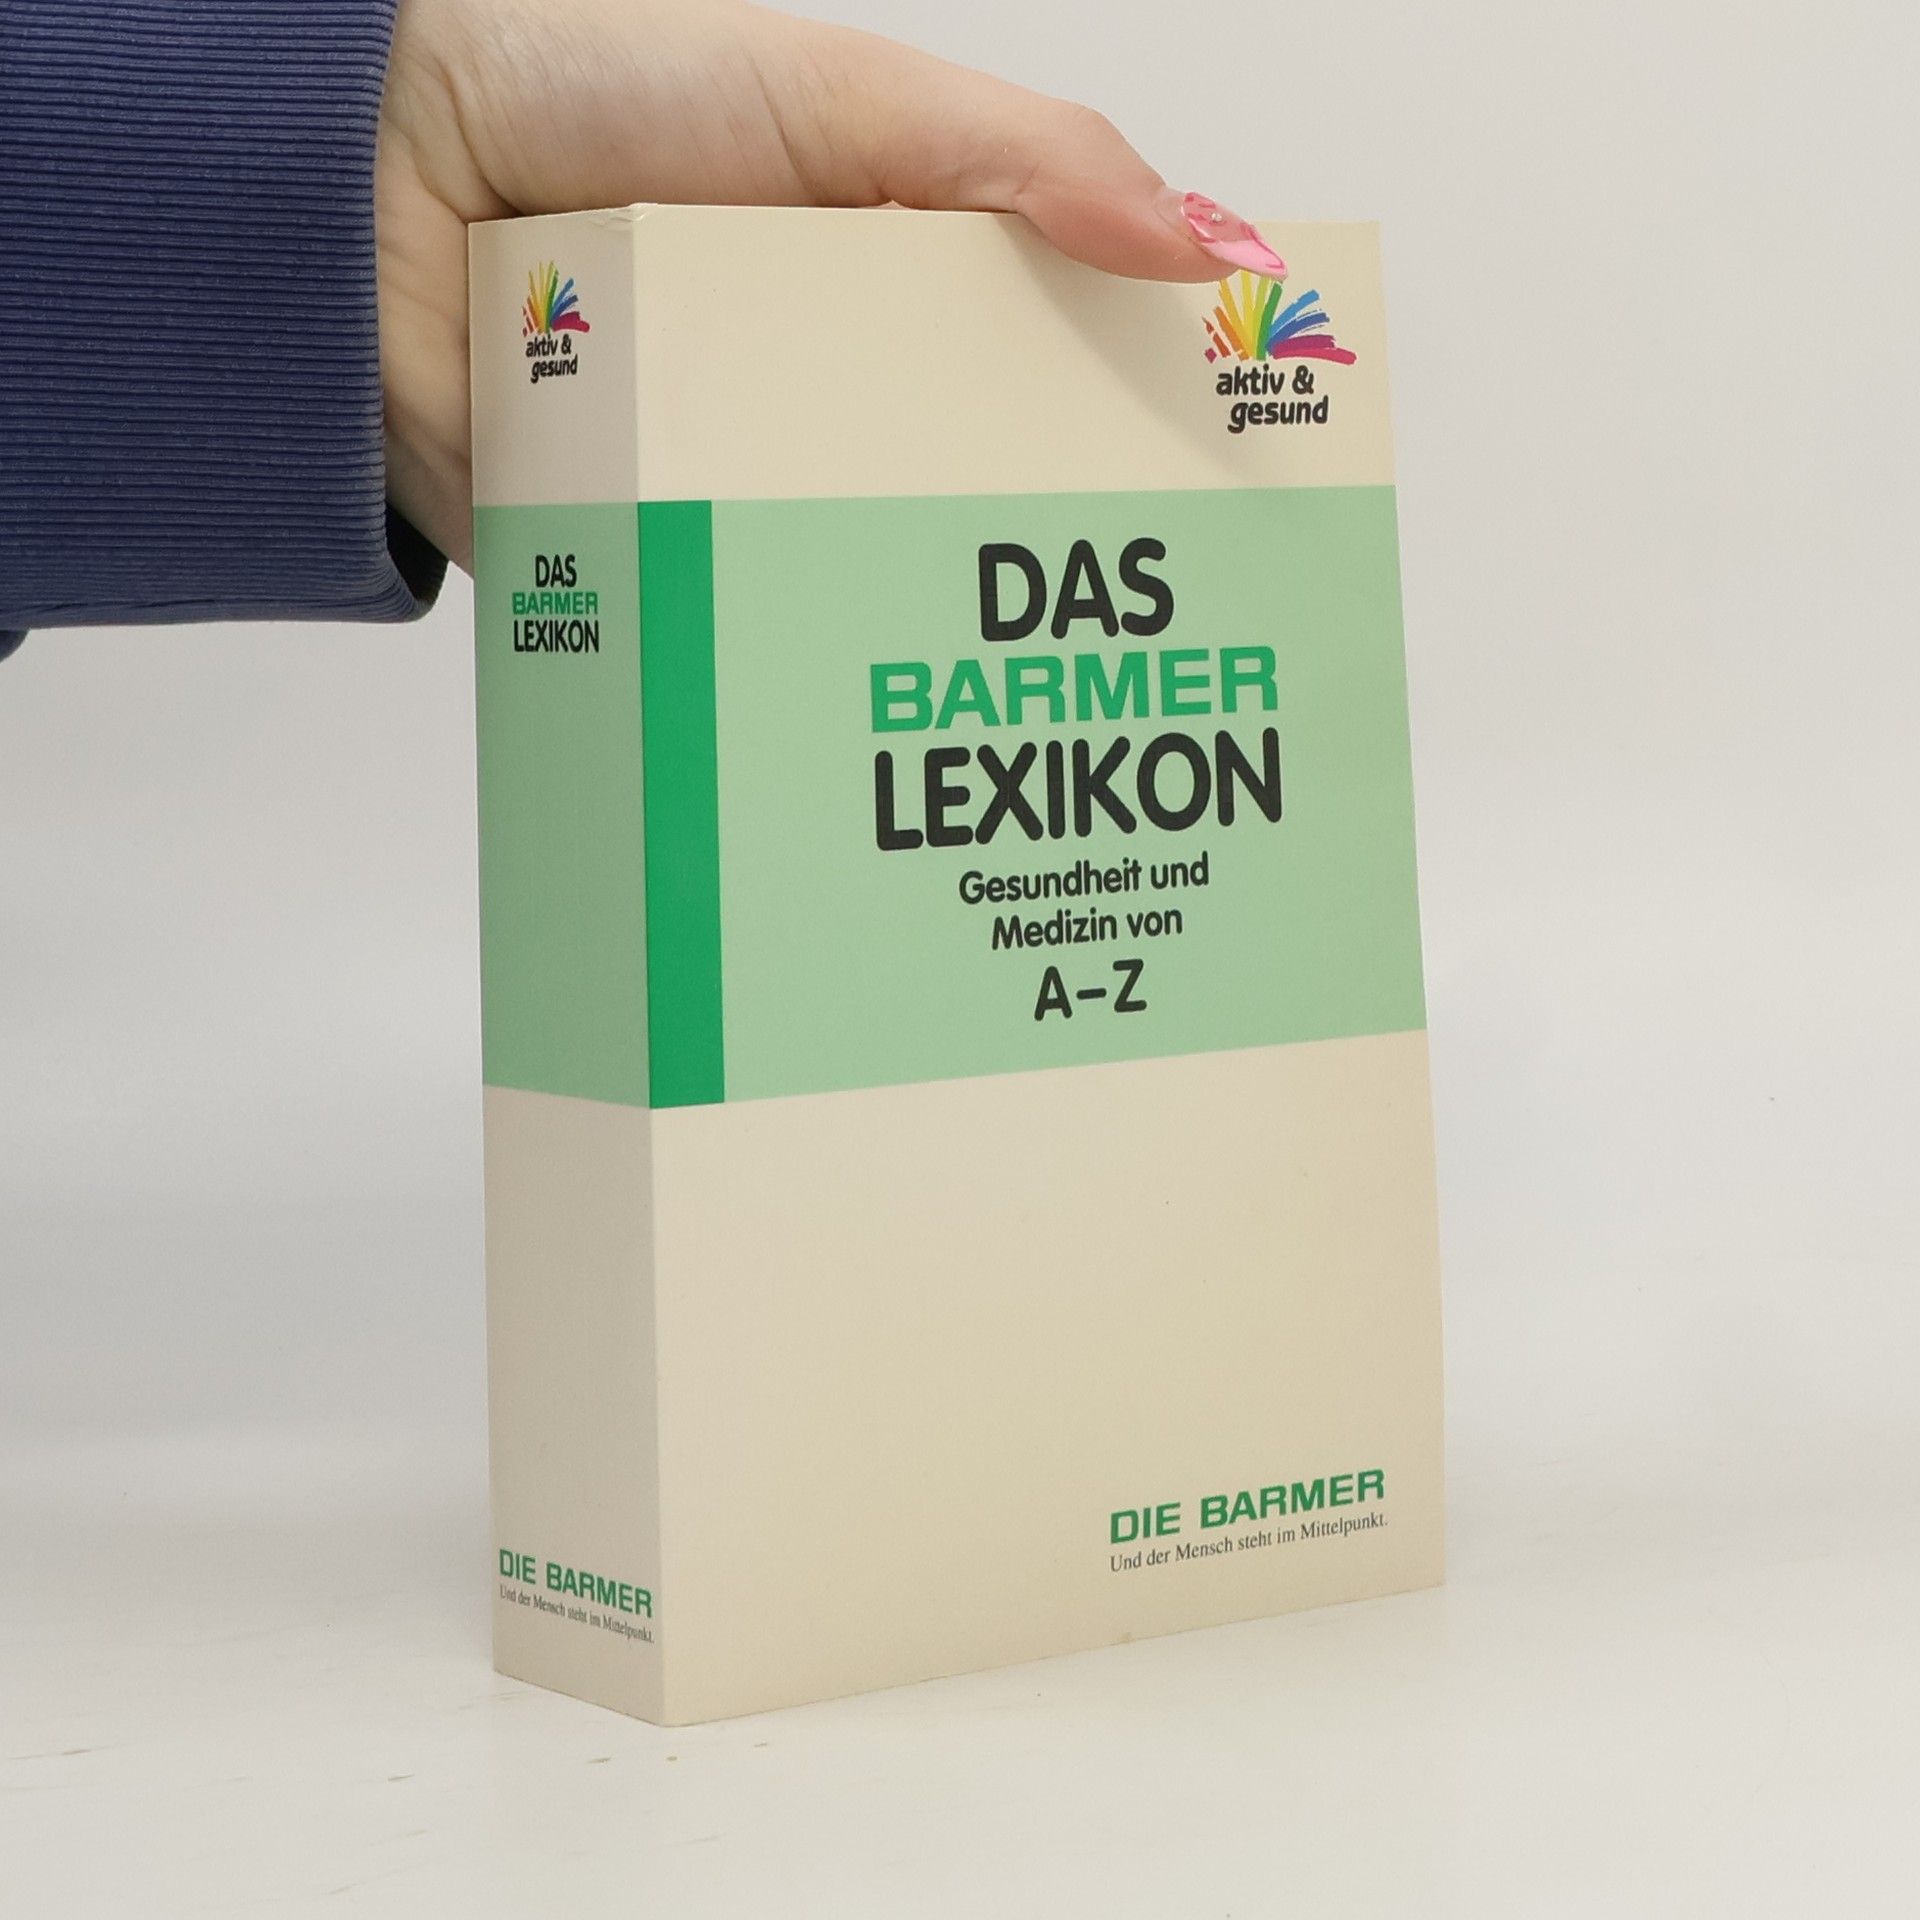 aktiv &
gesund
DAS
BARMER
LEXIKON
DIE BARMER
Und der Mensch steht im Mittelpunkt.
aktiv &
gesund
DAS
BARMER
LEXIKON
Gesundheit und
Medizin von
A–Z
DIE BARMER
Und der Mensch steht im Mittelpunkt.